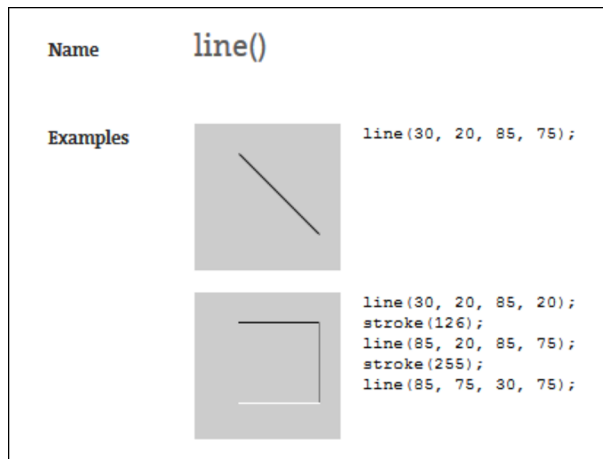 Name
line()
Examples
line(30, 20, 85, 75);
line(30, 20, 85, 20);
stroke(126);
line(85, 20, 85, 75);
stroke(255);
line(85, 75, 30, 75);